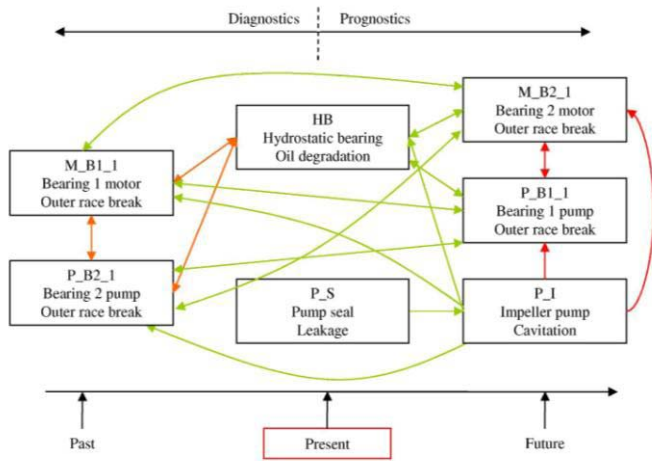 Diagnostics Prognostics
M_B2_1
Bearing 2 motor
Outer race break
HB
Hydrostatic bearing
Oil degradation
M_B1_1
Bearing 1 motor
Outer race break
P_B1_1
Bearing 1 pump
Outer race break
P_B2_1
Bearing 2 pump
Outer race break
P_S
Pump seal
Leakage
P_I
Impeller pump
Cavitation
Past Present Future